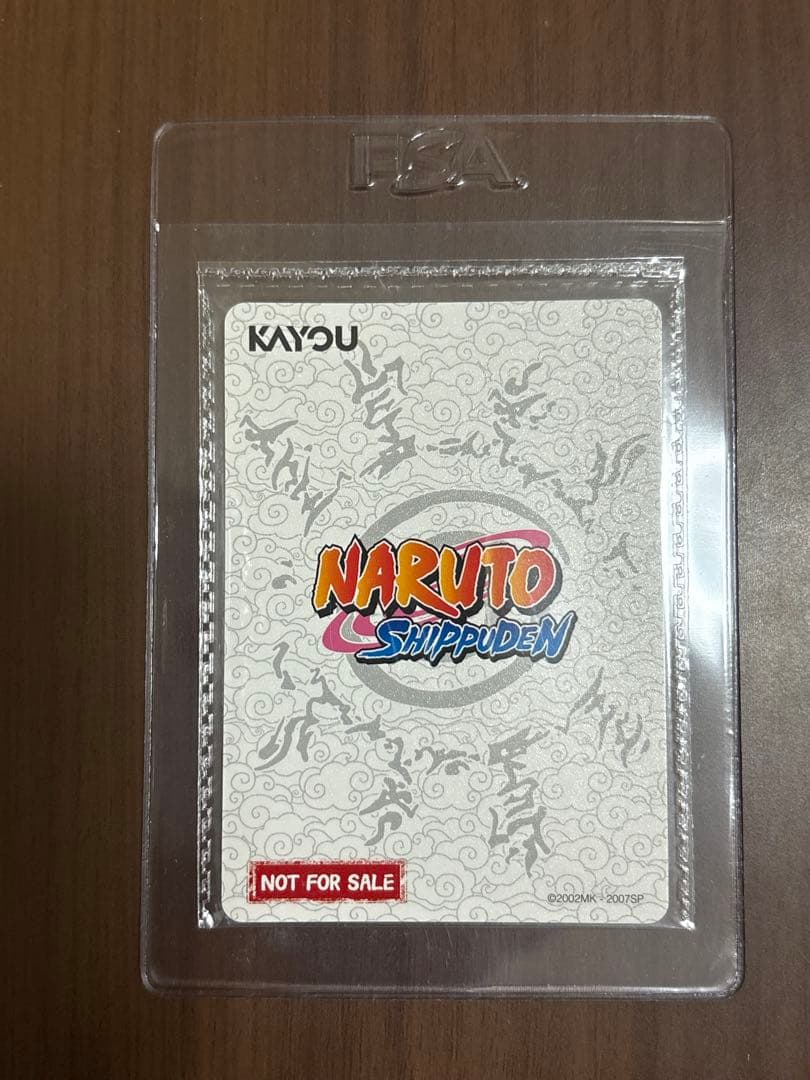 PSA
KAYOU
NARUTO
SHIPPUDEN
NOT FOR SALE
©2002MK - 2007SP